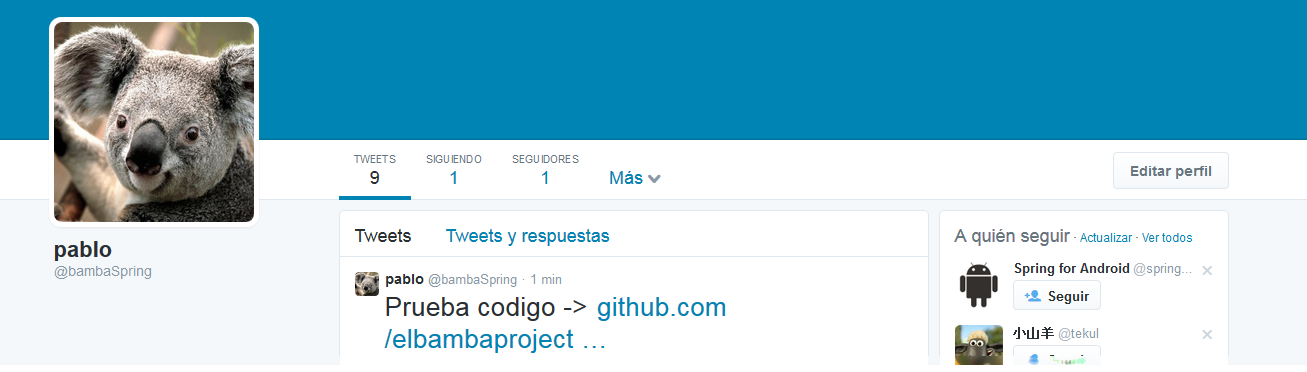 TWEETS SIGUIENDO SEGUIDORES
9 1 1 Más
Editar perfil
pablo
@bambaSpring
Tweets Tweets y respuestas
pablo @bambaSpring · 1 min
Prueba codigo -> github.com
/elbambaproject ...
A quién seguir · Actualizar · Ver todos
Spring for Android @spring...
Seguir
小山羊 @tekul